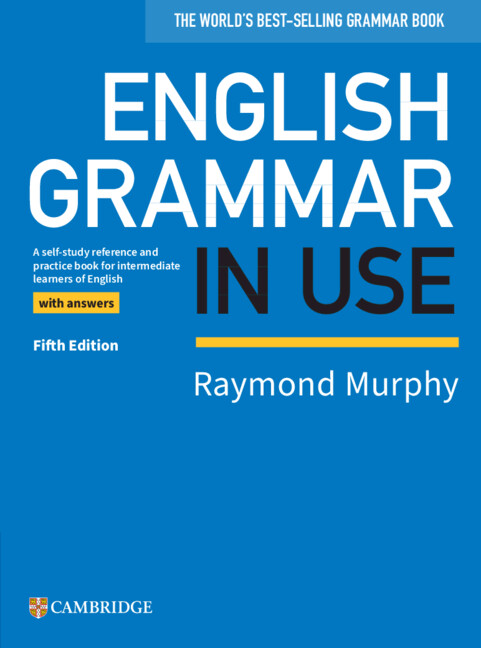 THE WORLD'S BEST-SELLING GRAMMAR BOOK
ENGLISH
GRAMMAR
IN USE
A self-study reference and
practice book for intermediate
learners of English
with answers
Fifth Edition
Raymond Murphy
CAMBRIDGE